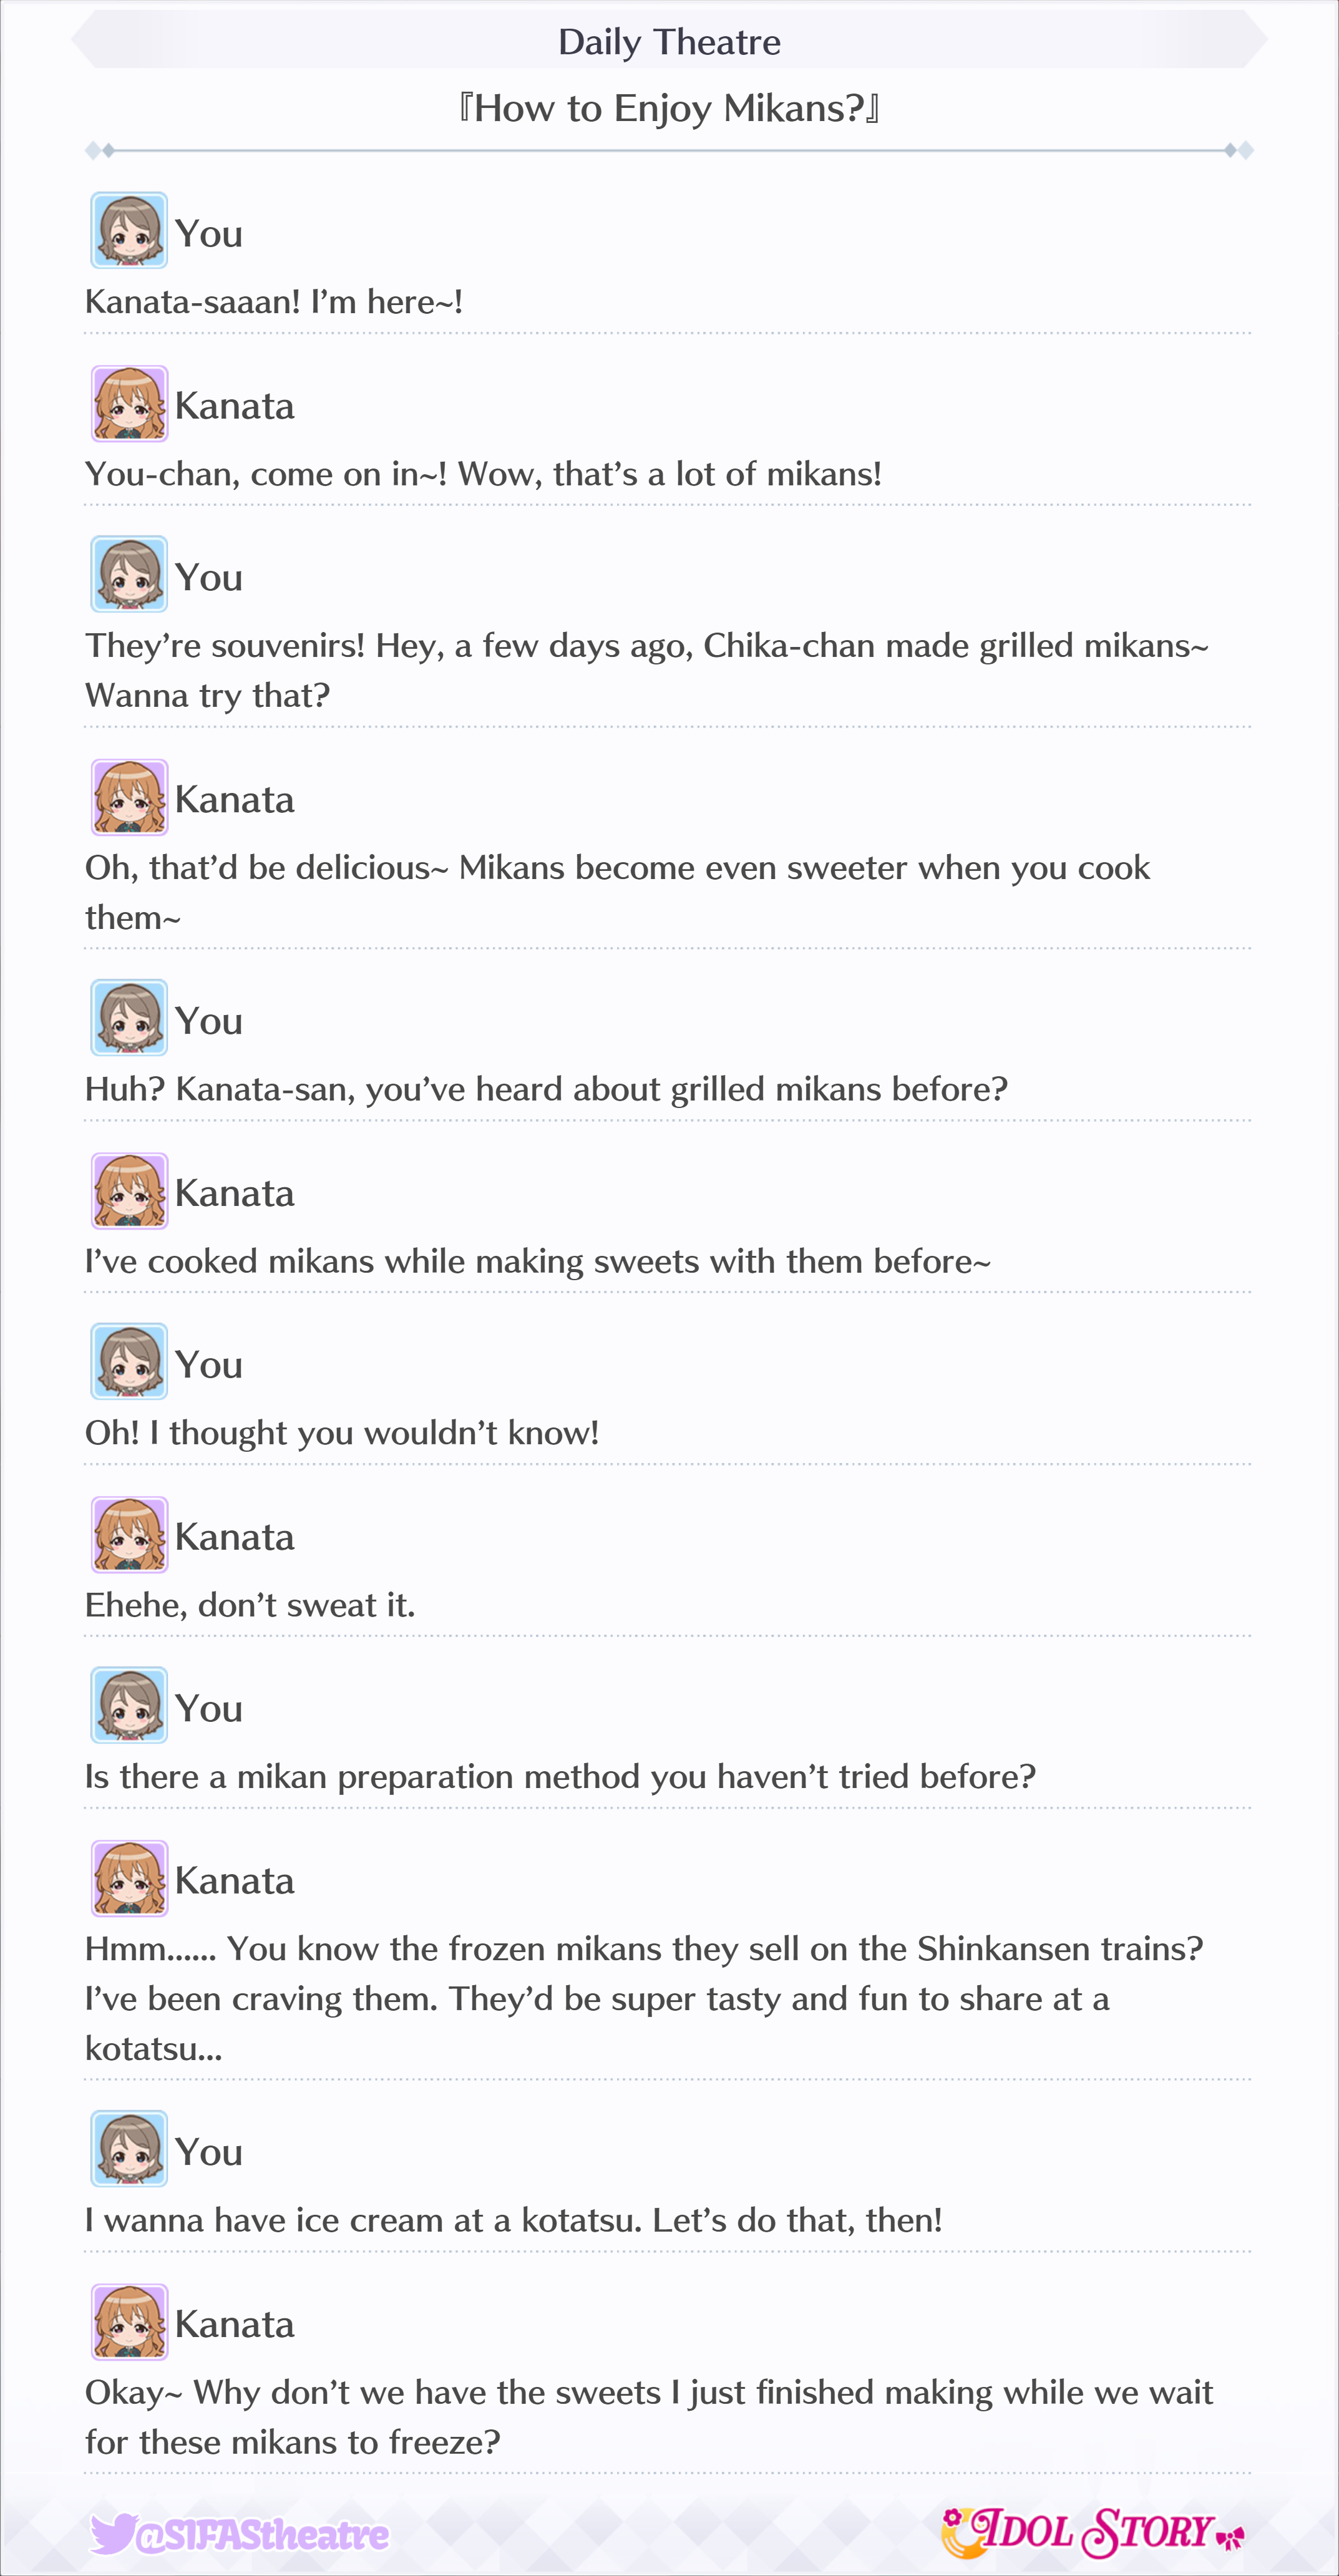 Daily Theatre
『How to Enjoy Mikans?』
You
Kanata-saaan! I'm here~!
Kanata
You-chan, come on in~! Wow, that's a lot of mikans!
You
They're souvenirs! Hey, a few days ago, Chika-chan made grilled mikans~
Wanna try that?
Kanata
Oh, that'd be delicious~ Mikans become even sweeter when you cook
them~
You
Huh? Kanata-san, you've heard about grilled mikans before?
Kanata
I've cooked mikans while making sweets with them before~
You
Oh! I thought you wouldn't know!
Kanata
Ehehe, don't sweat it.
You
Is there a mikan preparation method you haven't tried before?
Kanata
Hmm...... You know the frozen mikans they sell on the Shinkansen trains?
I've been craving them. They'd be super tasty and fun to share at a
kotatsu...
You
I wanna have ice cream at a kotatsu. Let's do that, then!
Kanata
Okay~ Why don't we have the sweets I just finished making while we wait
for these mikans to freeze?
@SIFAStheatre
IDOL STORY